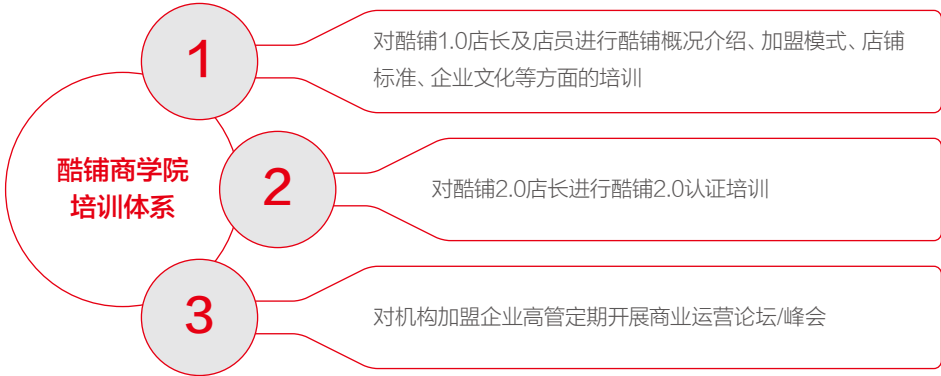 酷铺商学院
培训体系
1
对酷铺1.0店长及店员进行酷铺概况介绍、加盟模式、店铺
标准、企业文化等方面的培训
2
对酷铺2.0店长进行酷铺2.0认证培训
3
对机构加盟企业高管定期开展商业运营论坛/峰会